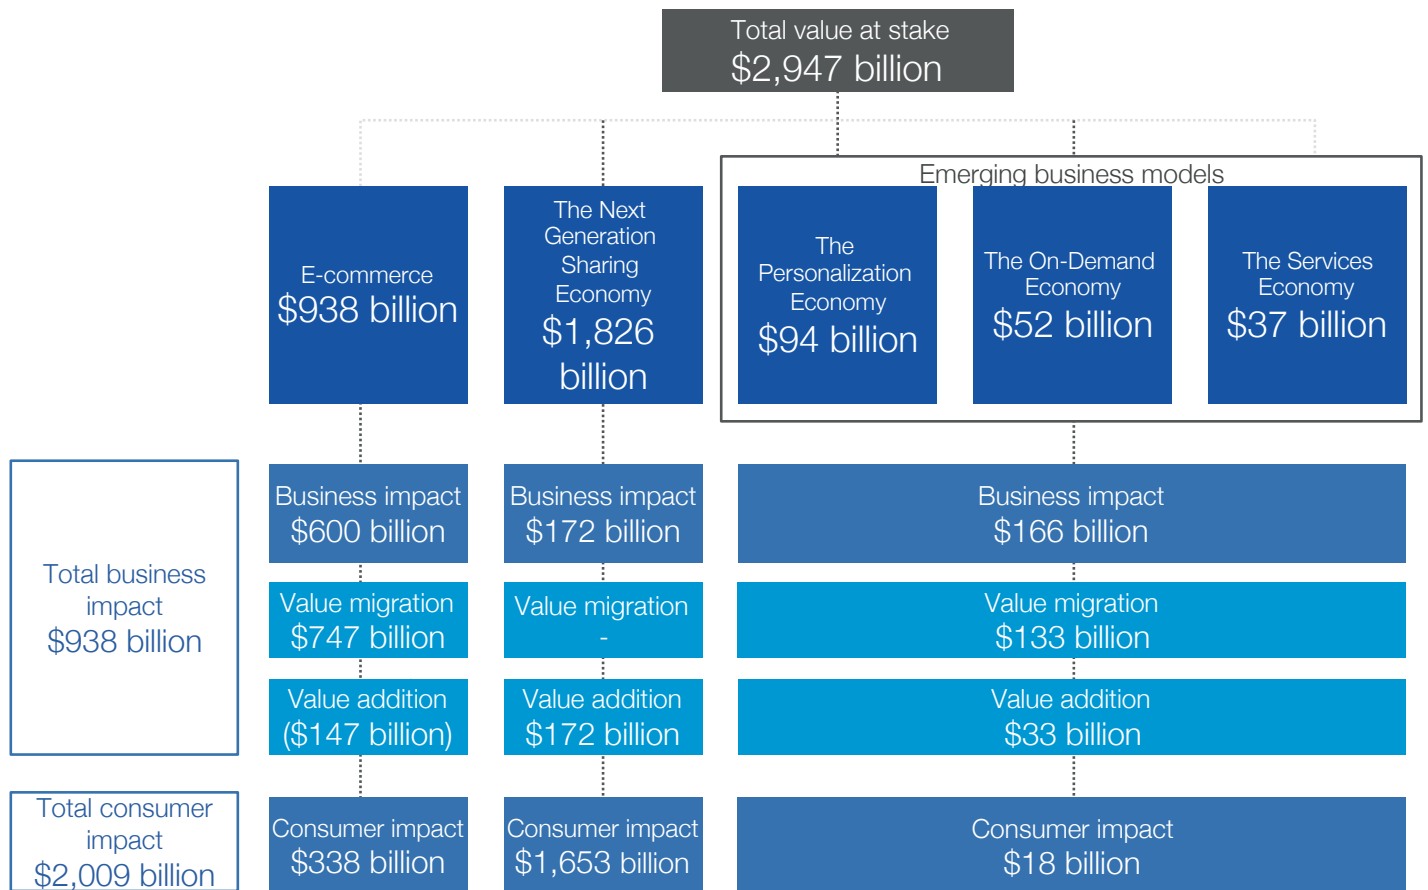 Total value at stake
$2,947 billion
Emerging business models
E-commerce
$938 billion
The Next
Generation
Sharing
Economy
$1,826
billion
The
Personalization
Economy
$94 billion
The On-Demand
Economy
$52 billion
The Services
Economy
$37 billion
Total business
impact
$938 billion
Business impact
$600 billion
Business impact
$172 billion
Business impact
$166 billion
Value migration
$747 billion
Value migration
-
Value migration
$133 billion
Value addition
($147 billion)
Value addition
$172 billion
Value addition
$33 billion
Total consumer
impact
$2,009 billion
Consumer impact
$338 billion
Consumer impact
$1,653 billion
Consumer impact
$18 billion